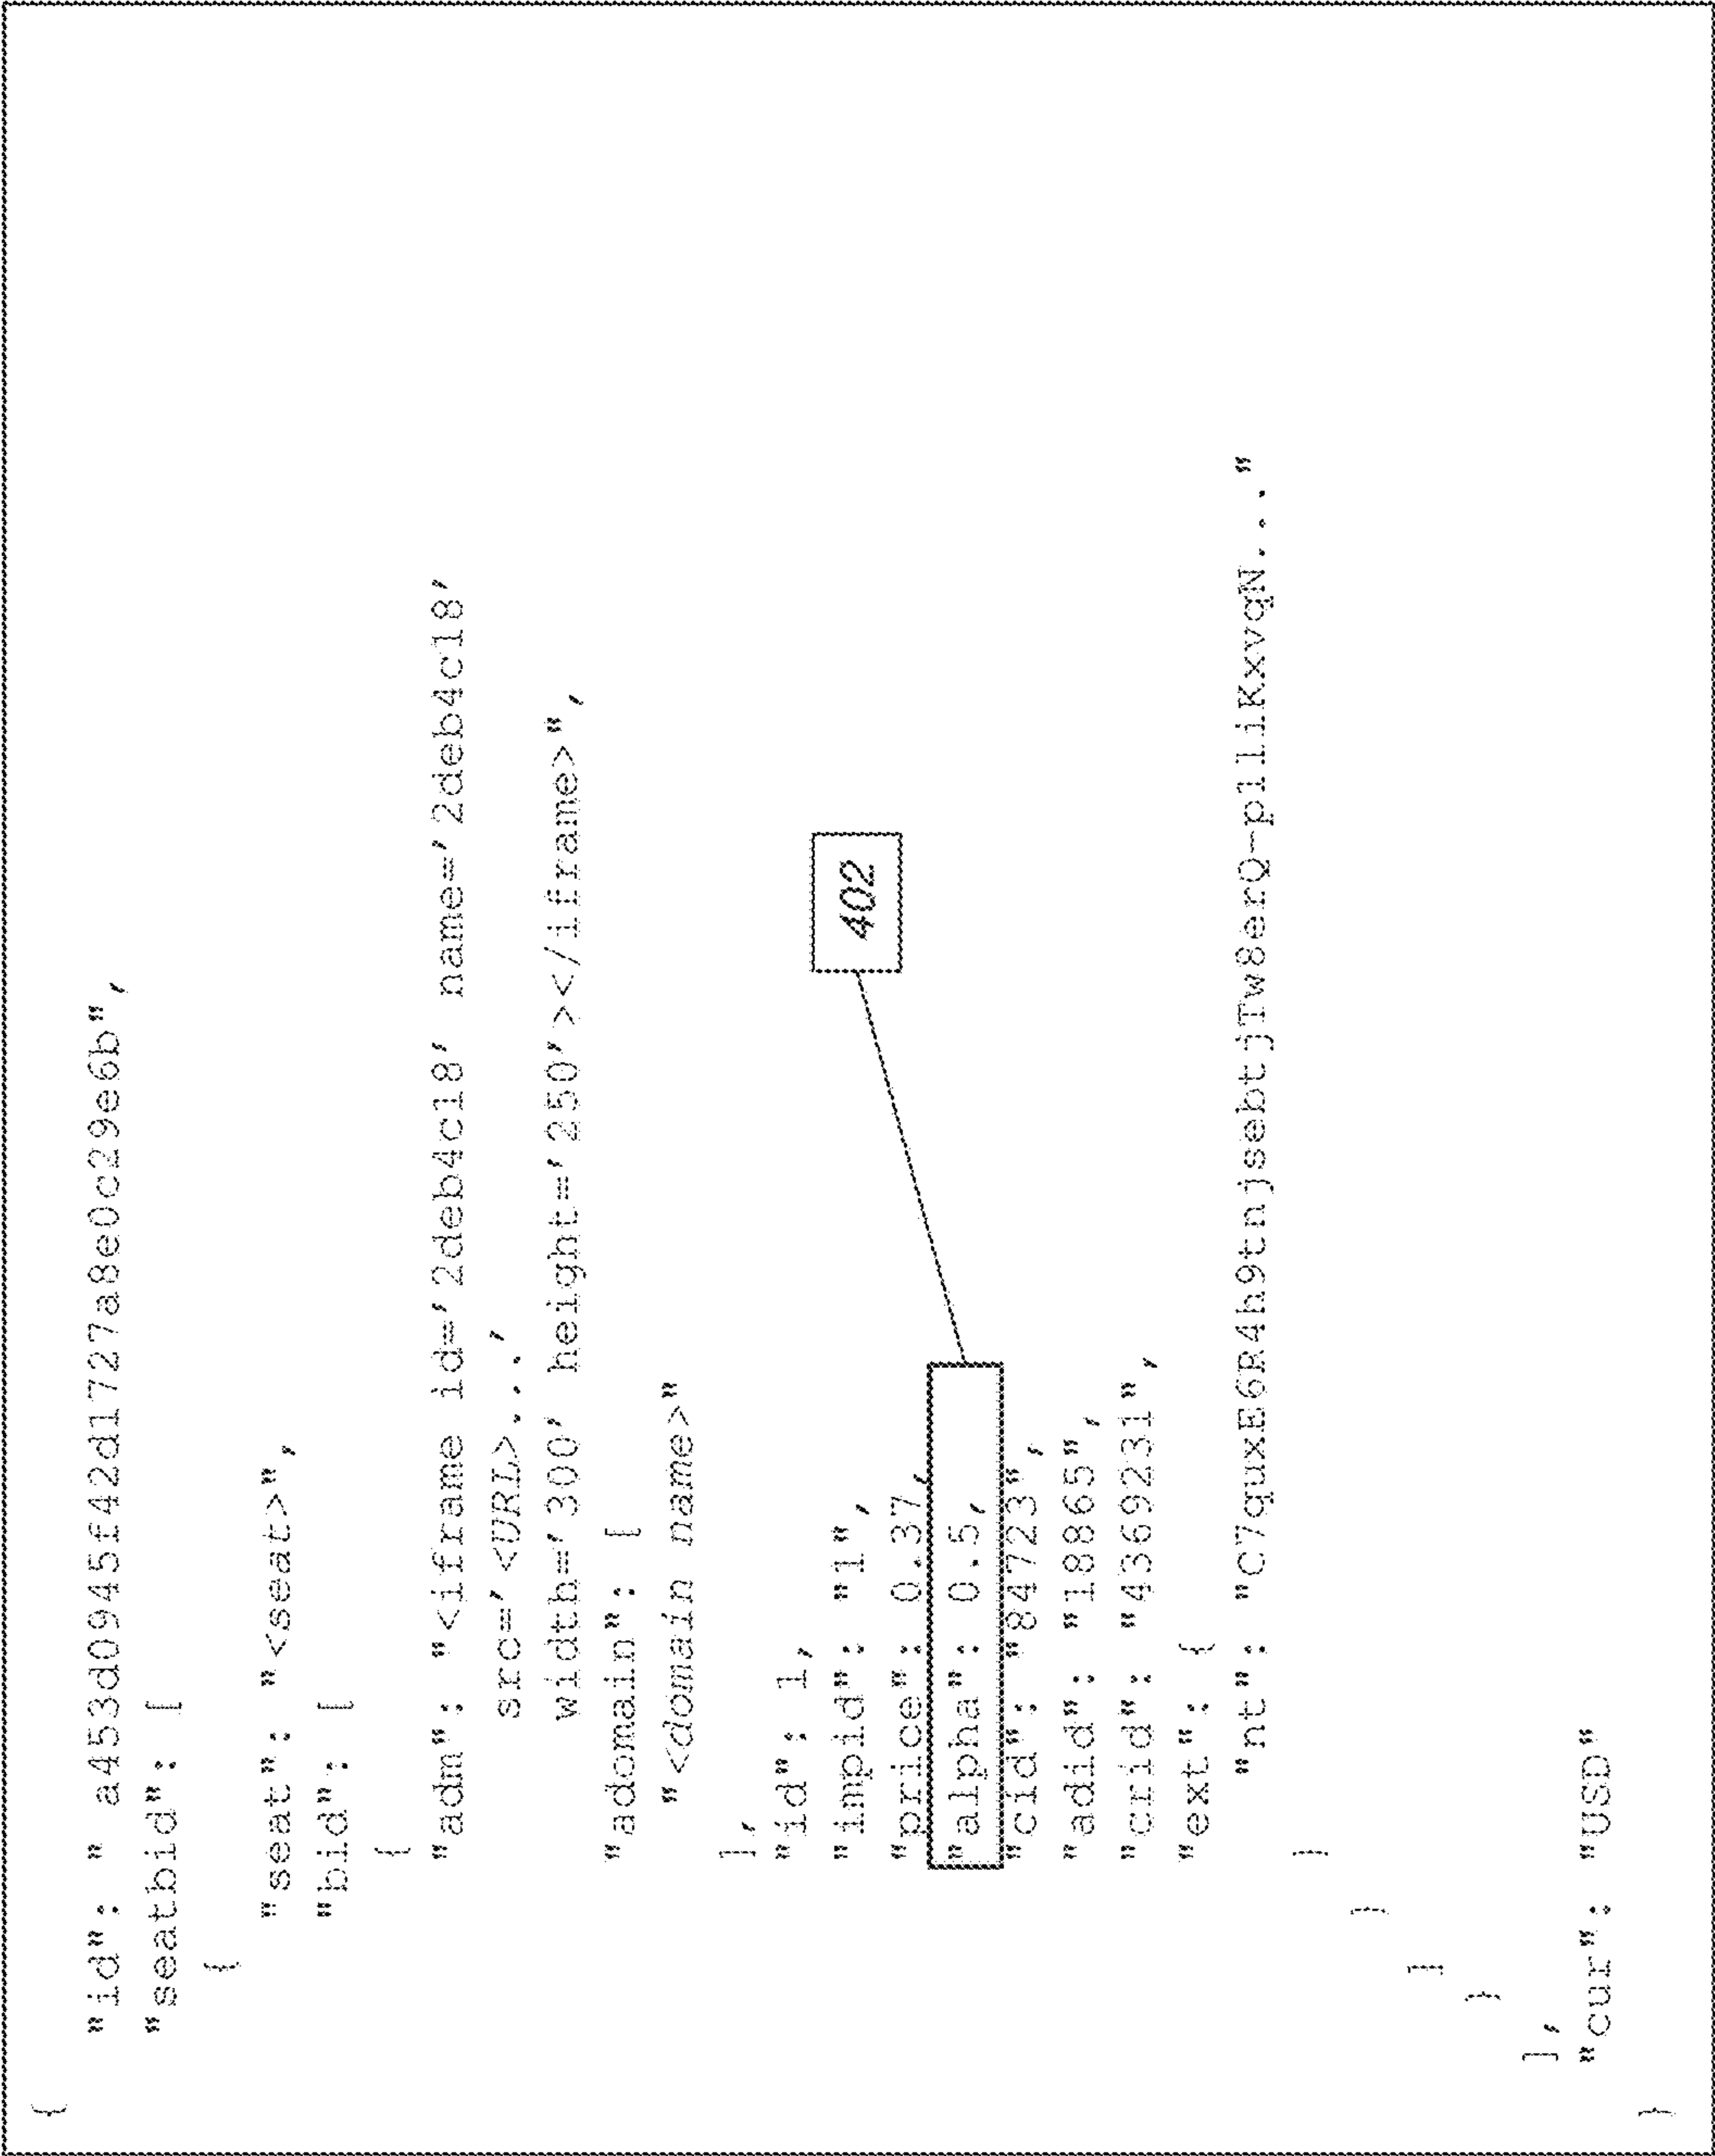 {
"id": " a453d0945f42d1727a8e0c29e6b",
"seatbid": [
{
"seat": "<seat>",
"bid": [
{
"adm": "<iframe id='2deb4c18' name='2deb4c18'
src='<URL>...'
width='300' height='250'></iframe>",
"adomain": [
"<domain name>"
],
"id": 1,
"impid": "1",
"price": 0.37,
"alpha": 0.5,
402
"cid": "84723",
"adid": "18865",
"crid": "4369231",
"ext": {
"nt": "C7quxE6R4h9tnjsebtjTw8erQ-pl1iKxvqN..."
}
}
]
}
],
"cur": "USD"
}